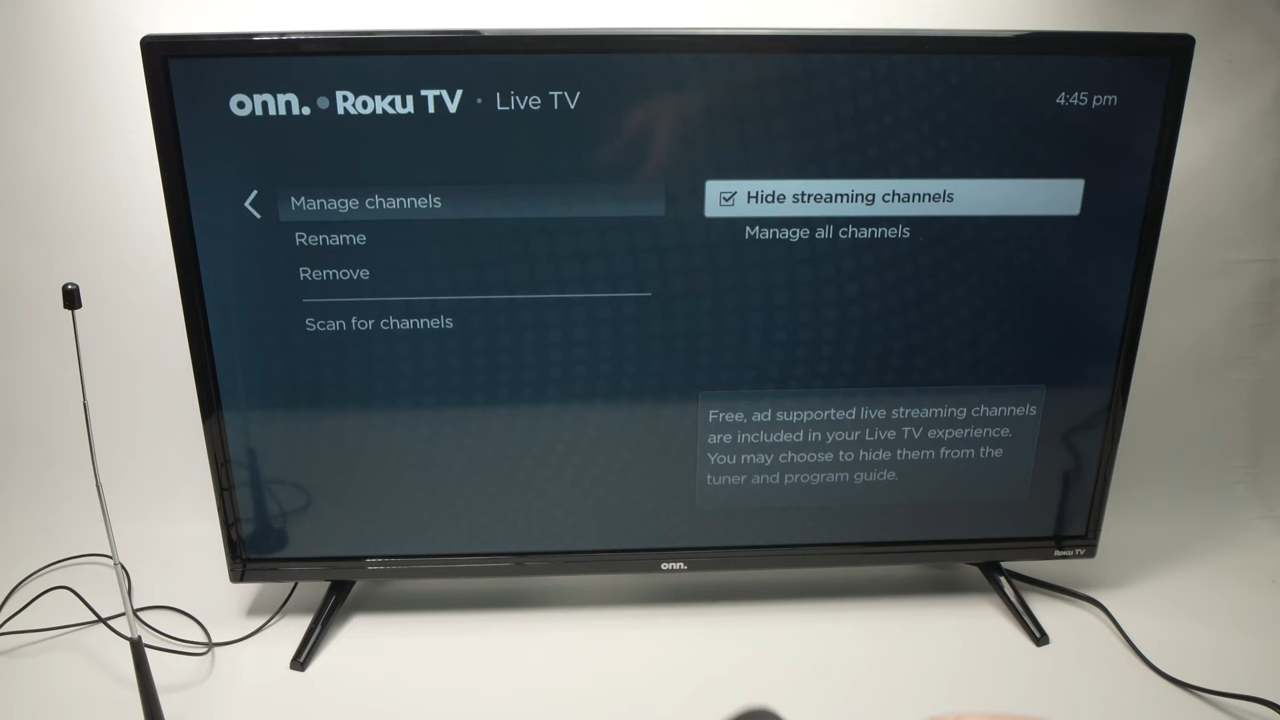 onn. • Roku TV • Live TV
4:45 pm
Manage channels
Rename
Remove
Scan for channels
Hide streaming channels
Manage all channels
Free, ad supported live streaming channels
are included in your Live TV experience.
You may choose to hide them from the
tuner and program guide.
onn.
Roku TV